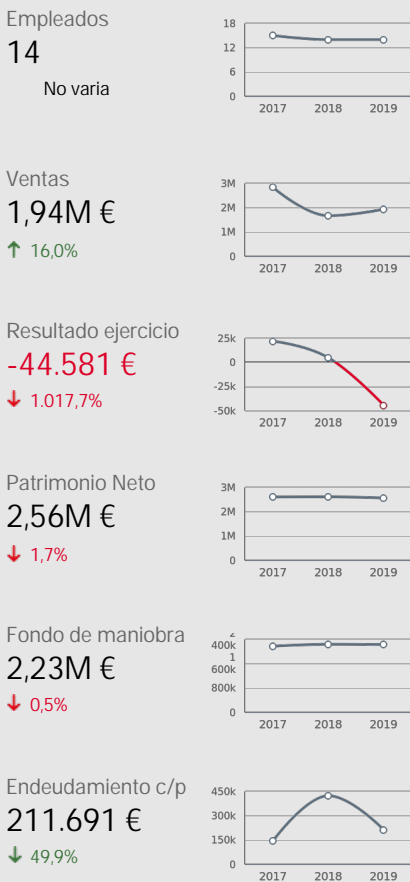 Empleados
14
No varia
18
12
6
0
2017 2018 2019
Ventas
1,94M €
↑ 16,0%
3M
2M
1M
0
2017 2018 2019
Resultado ejercicio
-44.581 €
↓ 1.017,7%
25k
0
-25k
-50k
2017 2018 2019
Patrimonio Neto
2,56M €
↓ 1,7%
3M
2M
1M
0
2017 2018 2019
Fondo de maniobra
2,23M €
↓ 0,5%
2
400k
1
600k
800k
0
2017 2018 2019
Endeudamiento c/p
211.691 €
↓ 49,9%
450k
300k
150k
0
2017 2018 2019